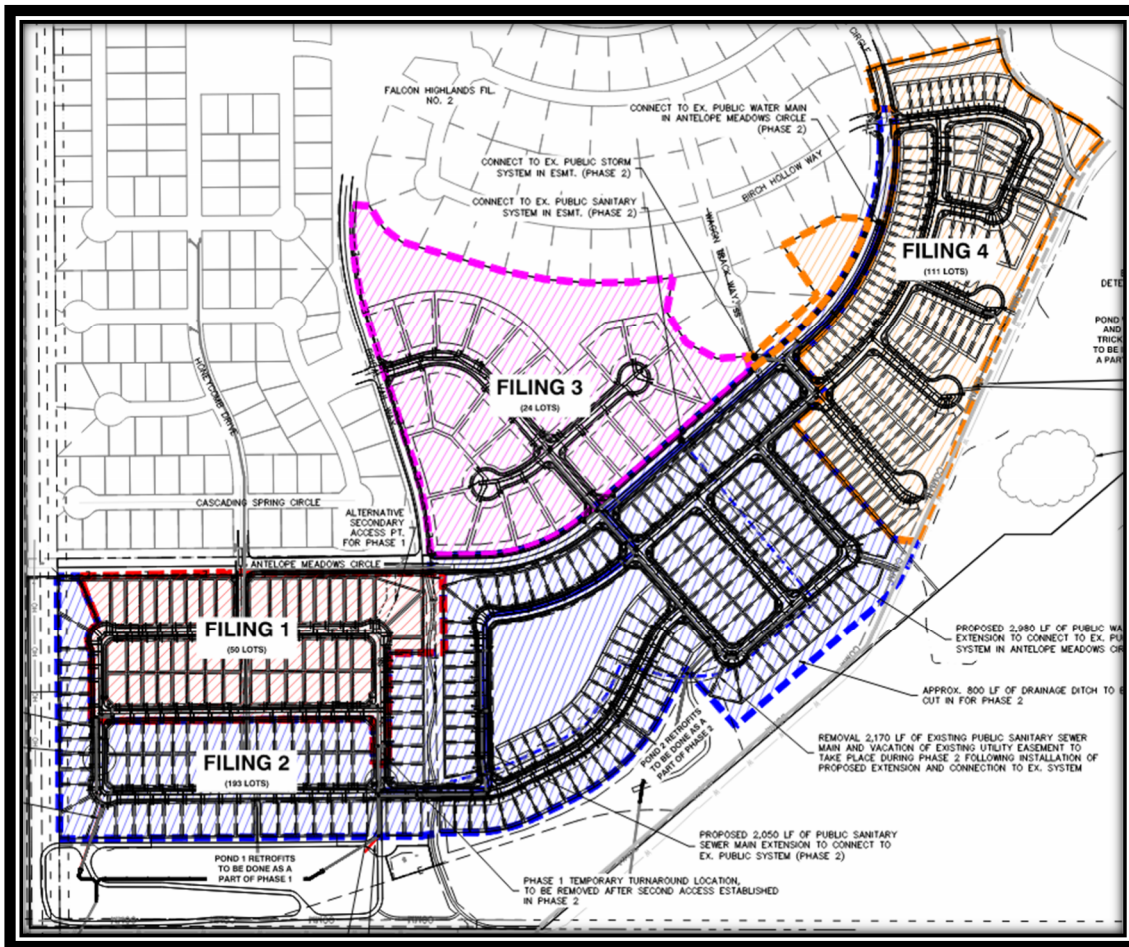 CIRCLE
FALCON HIGHLANDS FIL.
NO. 2
CONNECT TO EX. PUBLIC WATER MAIN
IN ANTELOPE MEADOWS CIRCLE
(PHASE 2)
CONNECT TO EX. PUBLIC STORM
SYSTEM IN ESMT. (PHASE 2)
CONNECT TO EX. PUBLIC SANITARY
SYSTEM IN ESMT. (PHASE 2)
BIRCH HOLLOW WAY
FILING 4
(111 LOTS)
DETE
POND
AND
TRICK
TO BE
A PAR
FILING 3
(24 LOTS)
HONEYCOMB DRIVE
CASCADING SPRING CIRCLE
ALTERNATIVE
SECONDARY
ACCESS PT.
FOR PHASE 1
ANTELOPE MEADOWS CIRCLE
FILING 1
(50 LOTS)
FILING 2
(193 LOTS)
PROPOSED 2,980 LF OF PUBLIC WA
EXTENSION TO CONNECT TO EX. PU
SYSTEM IN ANTELOPE MEADOWS CIR
APPROX. 800 LF OF DRAINAGE DITCH TO B
CUT IN FOR PHASE 2
REMOVAL 2,170 LF OF EXISTING PUBLIC SANITARY SEWER
MAIN AND VACATION OF EXISTING UTILITY EASEMENT TO
TAKE PLACE DURING PHASE 2 FOLLOWING INSTALLATION OF
PROPOSED EXTENSION AND CONNECTION TO EX. SYSTEM
POND 2 RETROFITS
TO BE DONE AS A
PART OF PHASE 2
PROPOSED 2,050 LF OF PUBLIC SANITARY
SEWER MAIN EXTENSION TO CONNECT TO
EX. PUBLIC SYSTEM (PHASE 2)
POND 1 RETROFITS
TO BE DONE AS A
PART OF PHASE 1
PHASE 1 TEMPORARY TURNAROUND LOCATION,
TO BE REMOVED AFTER SECOND ACCESS ESTABLISHED
IN PHASE 2